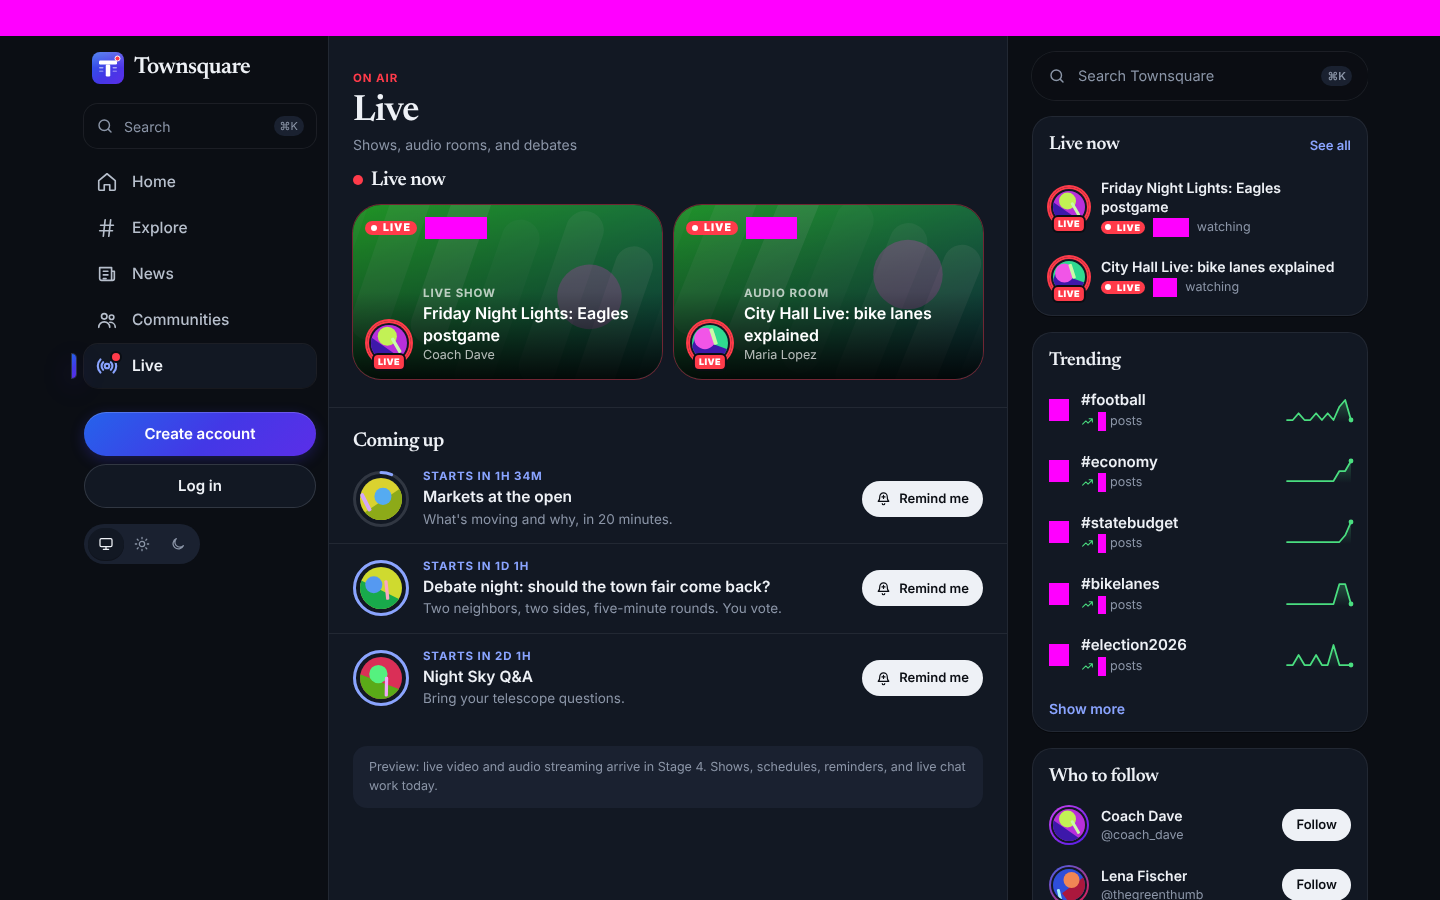 Townsquare
Search
⌘K
Home
Explore
News
Communities
Live
Create account
Log in
ON AIR
Live
Shows, audio rooms, and debates
Live now
LIVE
LIVE SHOW
Friday Night Lights: Eagles
postgame
Coach Dave
LIVE
LIVE
AUDIO ROOM
City Hall Live: bike lanes
explained
Maria Lopez
LIVE
Coming up
STARTS IN 1H 34M
Markets at the open
What's moving and why, in 20 minutes.
Remind me
STARTS IN 1D 1H
Debate night: should the town fair come back?
Two neighbors, two sides, five-minute rounds. You vote.
Remind me
STARTS IN 2D 1H
Night Sky Q&A
Bring your telescope questions.
Remind me
Preview: live video and audio streaming arrive in Stage 4. Shows, schedules, reminders, and live chat
work today.
Search Townsquare
⌘K
Live now
See all
Friday Night Lights: Eagles
postgame
LIVE
LIVE watching
City Hall Live: bike lanes explained
LIVE
LIVE watching
Trending
#football
posts
#economy
posts
#statebudget
posts
#bikelanes
posts
#election2026
posts
Show more
Who to follow
Coach Dave
@coach_dave
Follow
Lena Fischer
@thegreenthumb
Follow